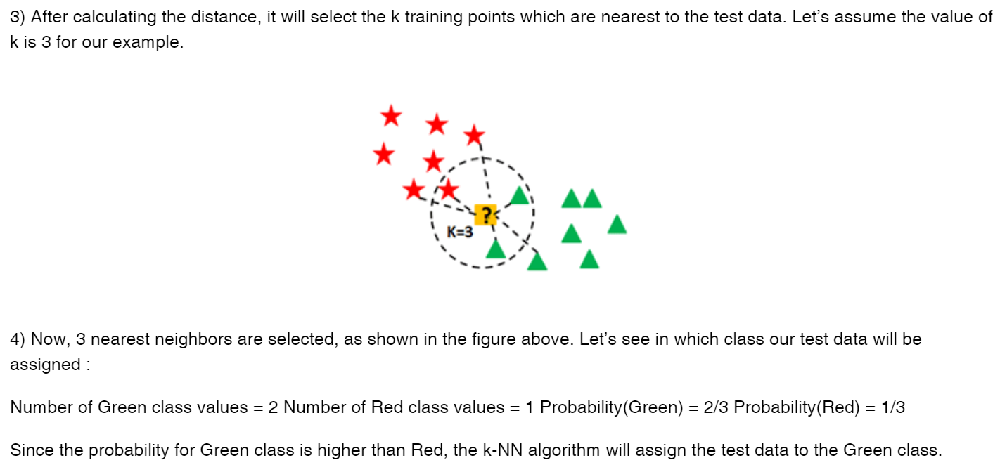 3) After calculating the distance, it will select the k training points which are nearest to the test data. Let’s assume the value of
k is 3 for our example.
?
K=3
4) Now, 3 nearest neighbors are selected, as shown in the figure above. Let’s see in which class our test data will be
assigned :
Number of Green class values = 2 Number of Red class values = 1 Probability(Green) = 2/3 Probability(Red) = 1/3
Since the probability for Green class is higher than Red, the k-NN algorithm will assign the test data to the Green class.